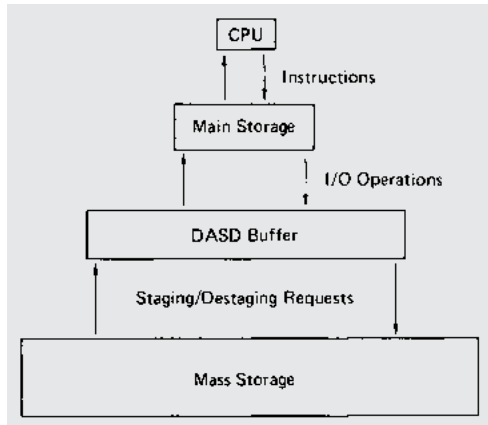 CPU
Instructions
Main Storage
I/O Operations
DASD Buffer
Staging/Destaging Requests
Mass Storage